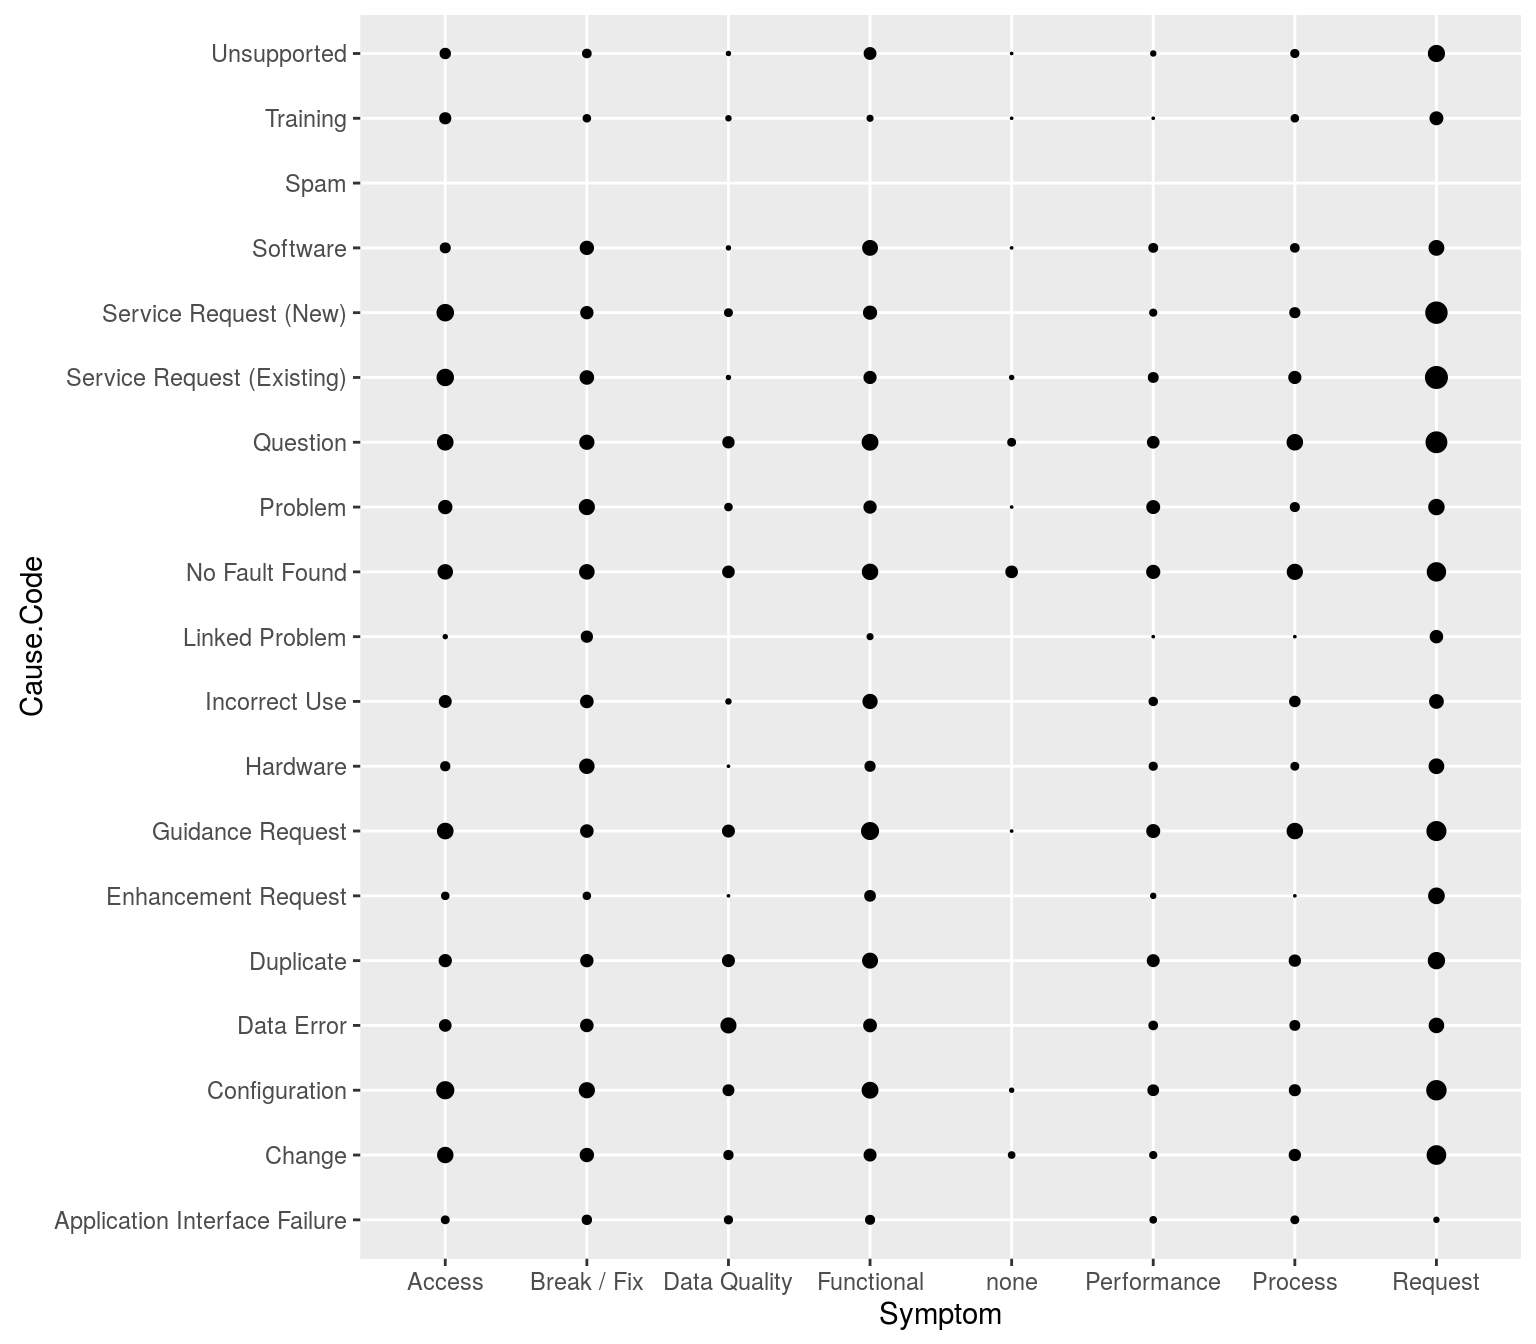 Unsupported
Training
Spam
Software
Service Request (New)
Service Request (Existing)
Question
Problem
No Fault Found
Linked Problem
Incorrect Use
Hardware
Guidance Request
Enhancement Request
Duplicate
Data Error
Configuration
Change
Application Interface Failure
Cause.Code
Access Break / Fix Data Quality Functional none Performance Process Request
Symptom